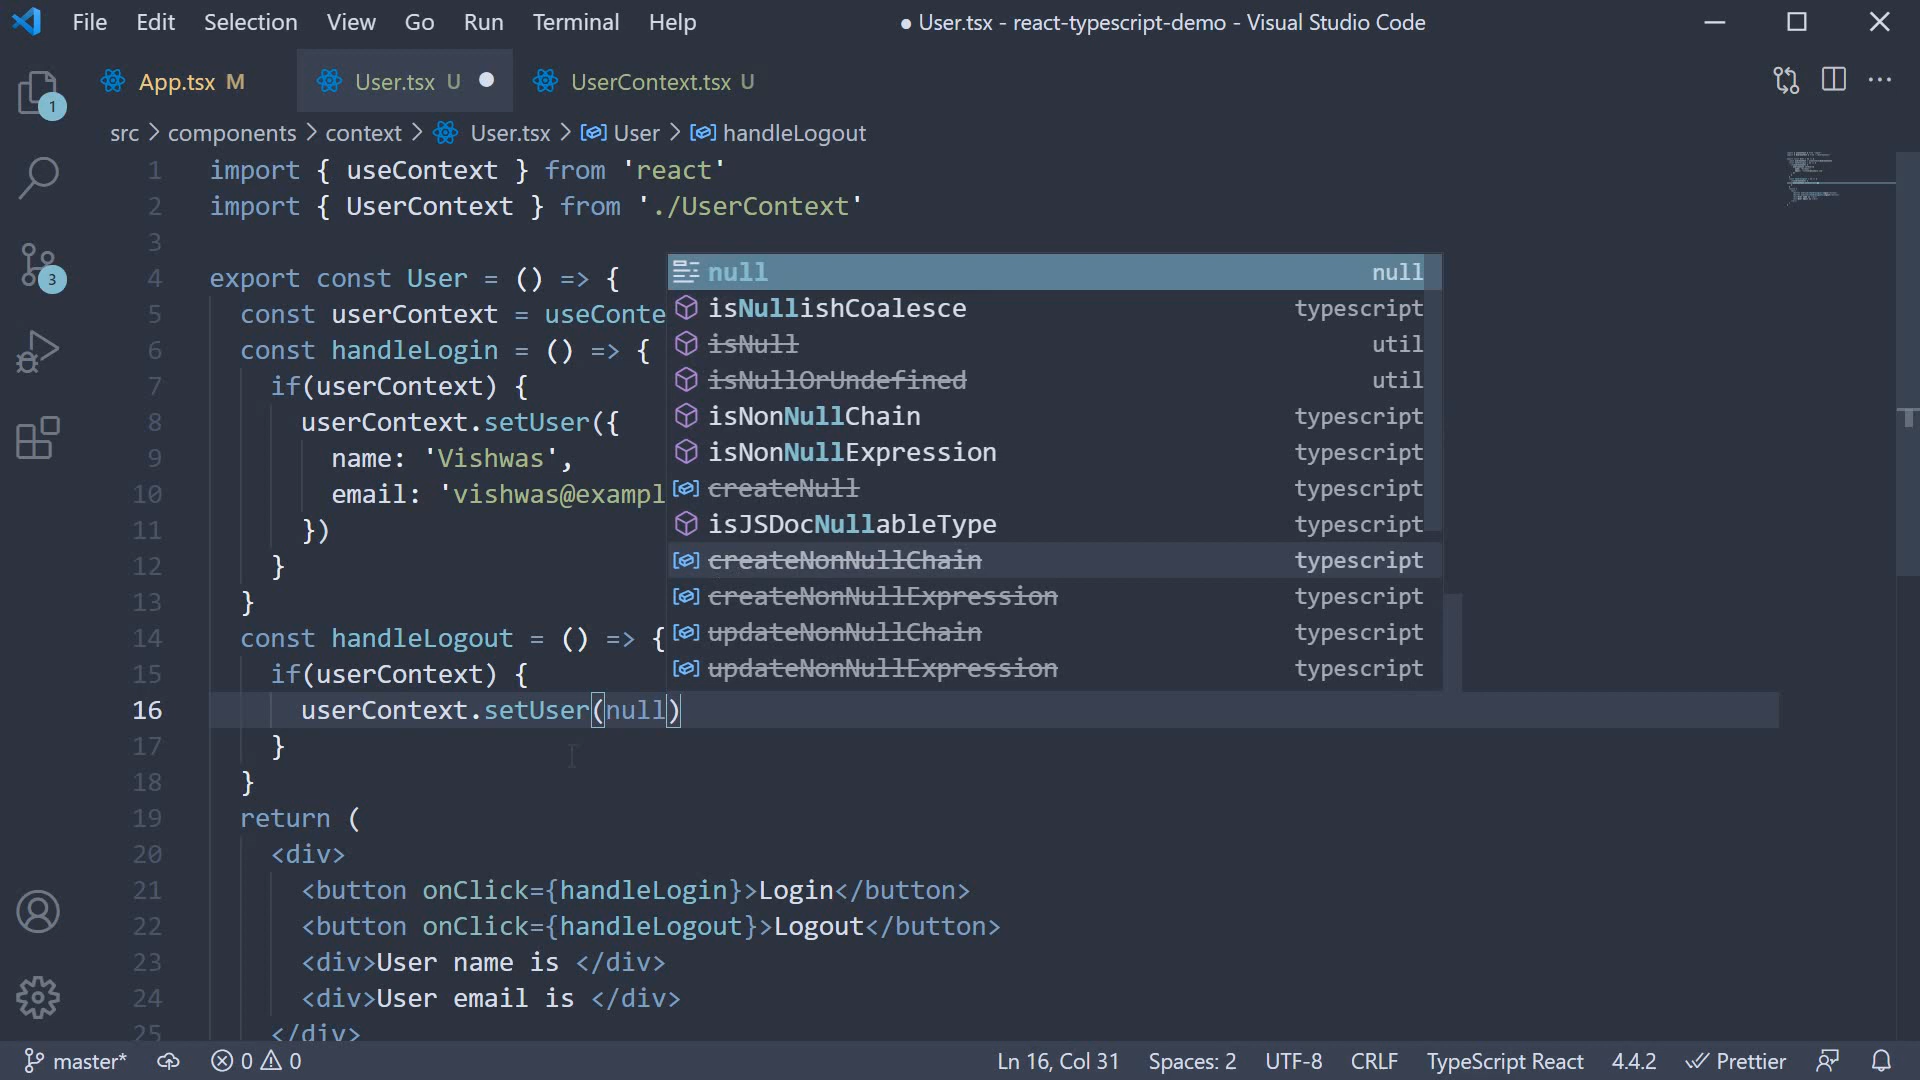 File Edit Selection View Go Run Terminal Help ● User.tsx - react-typescript-demo - Visual Studio Code
App.tsx M User.tsx U UserContext.tsx U
src > components > context > User.tsx > User > handleLogout
1 import { useContext } from 'react'
2 import { UserContext } from './UserContext'
3
4 export const User = () => {
5 const userContext = useConte
6 const handleLogin = () => {
7 if(userContext) {
8 userContext.setUser({
9 name: 'Vishwas',
10 email: 'vishwas@exampl
11 })
12 }
13 }
14 const handleLogout = () => {
15 if(userContext) {
16 userContext.setUser(null)
17 }
18 }
19 return (
20 <div>
21 <button onClick={handleLogin}>Login</button>
22 <button onClick={handleLogout}>Logout</button>
23 <div>User name is </div>
24 <div>User email is </div>
25 </div>
null null
isNullishCoalesce typescript
isNull util
isNullOrUndefined util
isNonNullChain typescript
isNonNullExpression typescript
createNull typescript
isJSDocNullableType typescript
createNonNullChain typescript
createNonNullExpression typescript
updateNonNullChain typescript
updateNonNullExpression typescript
1
3
master* 0 0 Ln 16, Col 31 Spaces: 2 UTF-8 CRLF TypeScript React 4.4.2 Prettier